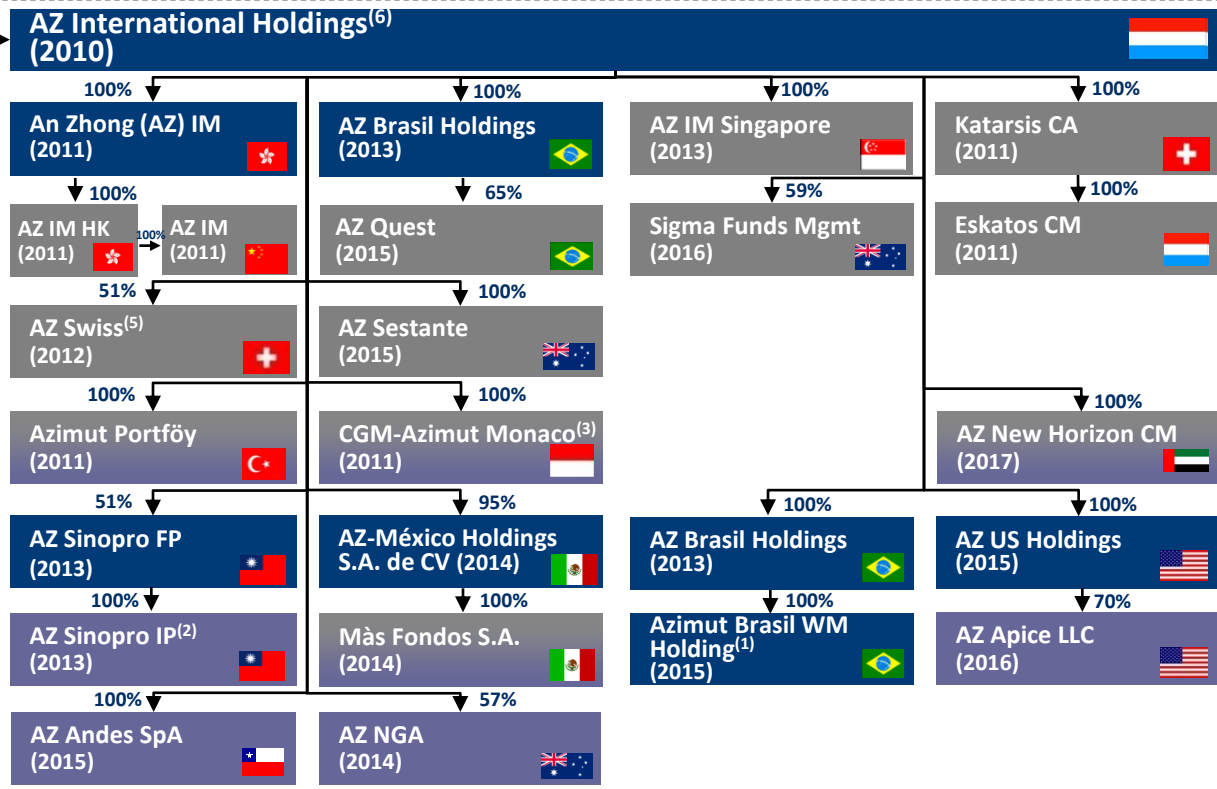 AZ International Holdings(6)
(2010)
100%
100%
100%
100%
An Zhong (AZ) IM
(2011)
AZ Brasil Holdings
(2013)
AZ IM Singapore
(2013)
Katarsis CA
(2011)
100%
65%
59%
100%
AZ IM HK
(2011)
100%
AZ IM
(2011)
AZ Quest
(2015)
Sigma Funds Mgmt
(2016)
Eskatos CM
(2011)
51%
100%
AZ Swiss(5)
(2012)
AZ Sestante
(2015)
100%
100%
100%
Azimut Portföy
(2011)
CGM-Azimut Monaco(3)
(2011)
AZ New Horizon CM
(2017)
51%
95%
100%
100%
AZ Sinopro FP
(2013)
AZ-México Holdings
S.A. de CV (2014)
AZ Brasil Holdings
(2013)
AZ US Holdings
(2015)
100%
100%
100%
70%
AZ Sinopro IP(2)
(2013)
Màs Fondos S.A.
(2014)
Azimut Brasil WM
Holding(1)
(2015)
AZ Apice LLC
(2016)
100%
57%
AZ Andes SpA
(2015)
AZ NGA
(2014)